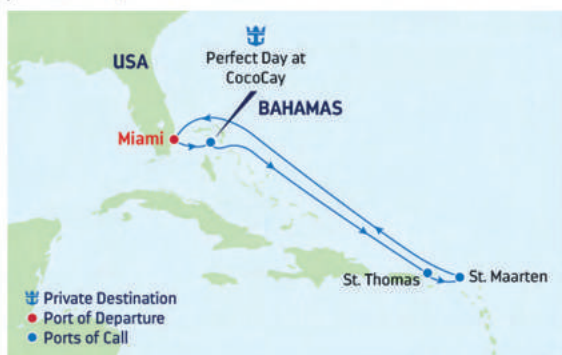 USA
Perfect Day at
CocoCay
BAHAMAS
Miami
St. Thomas
St. Maarten
Private Destination
Port of Departure
Ports of Call